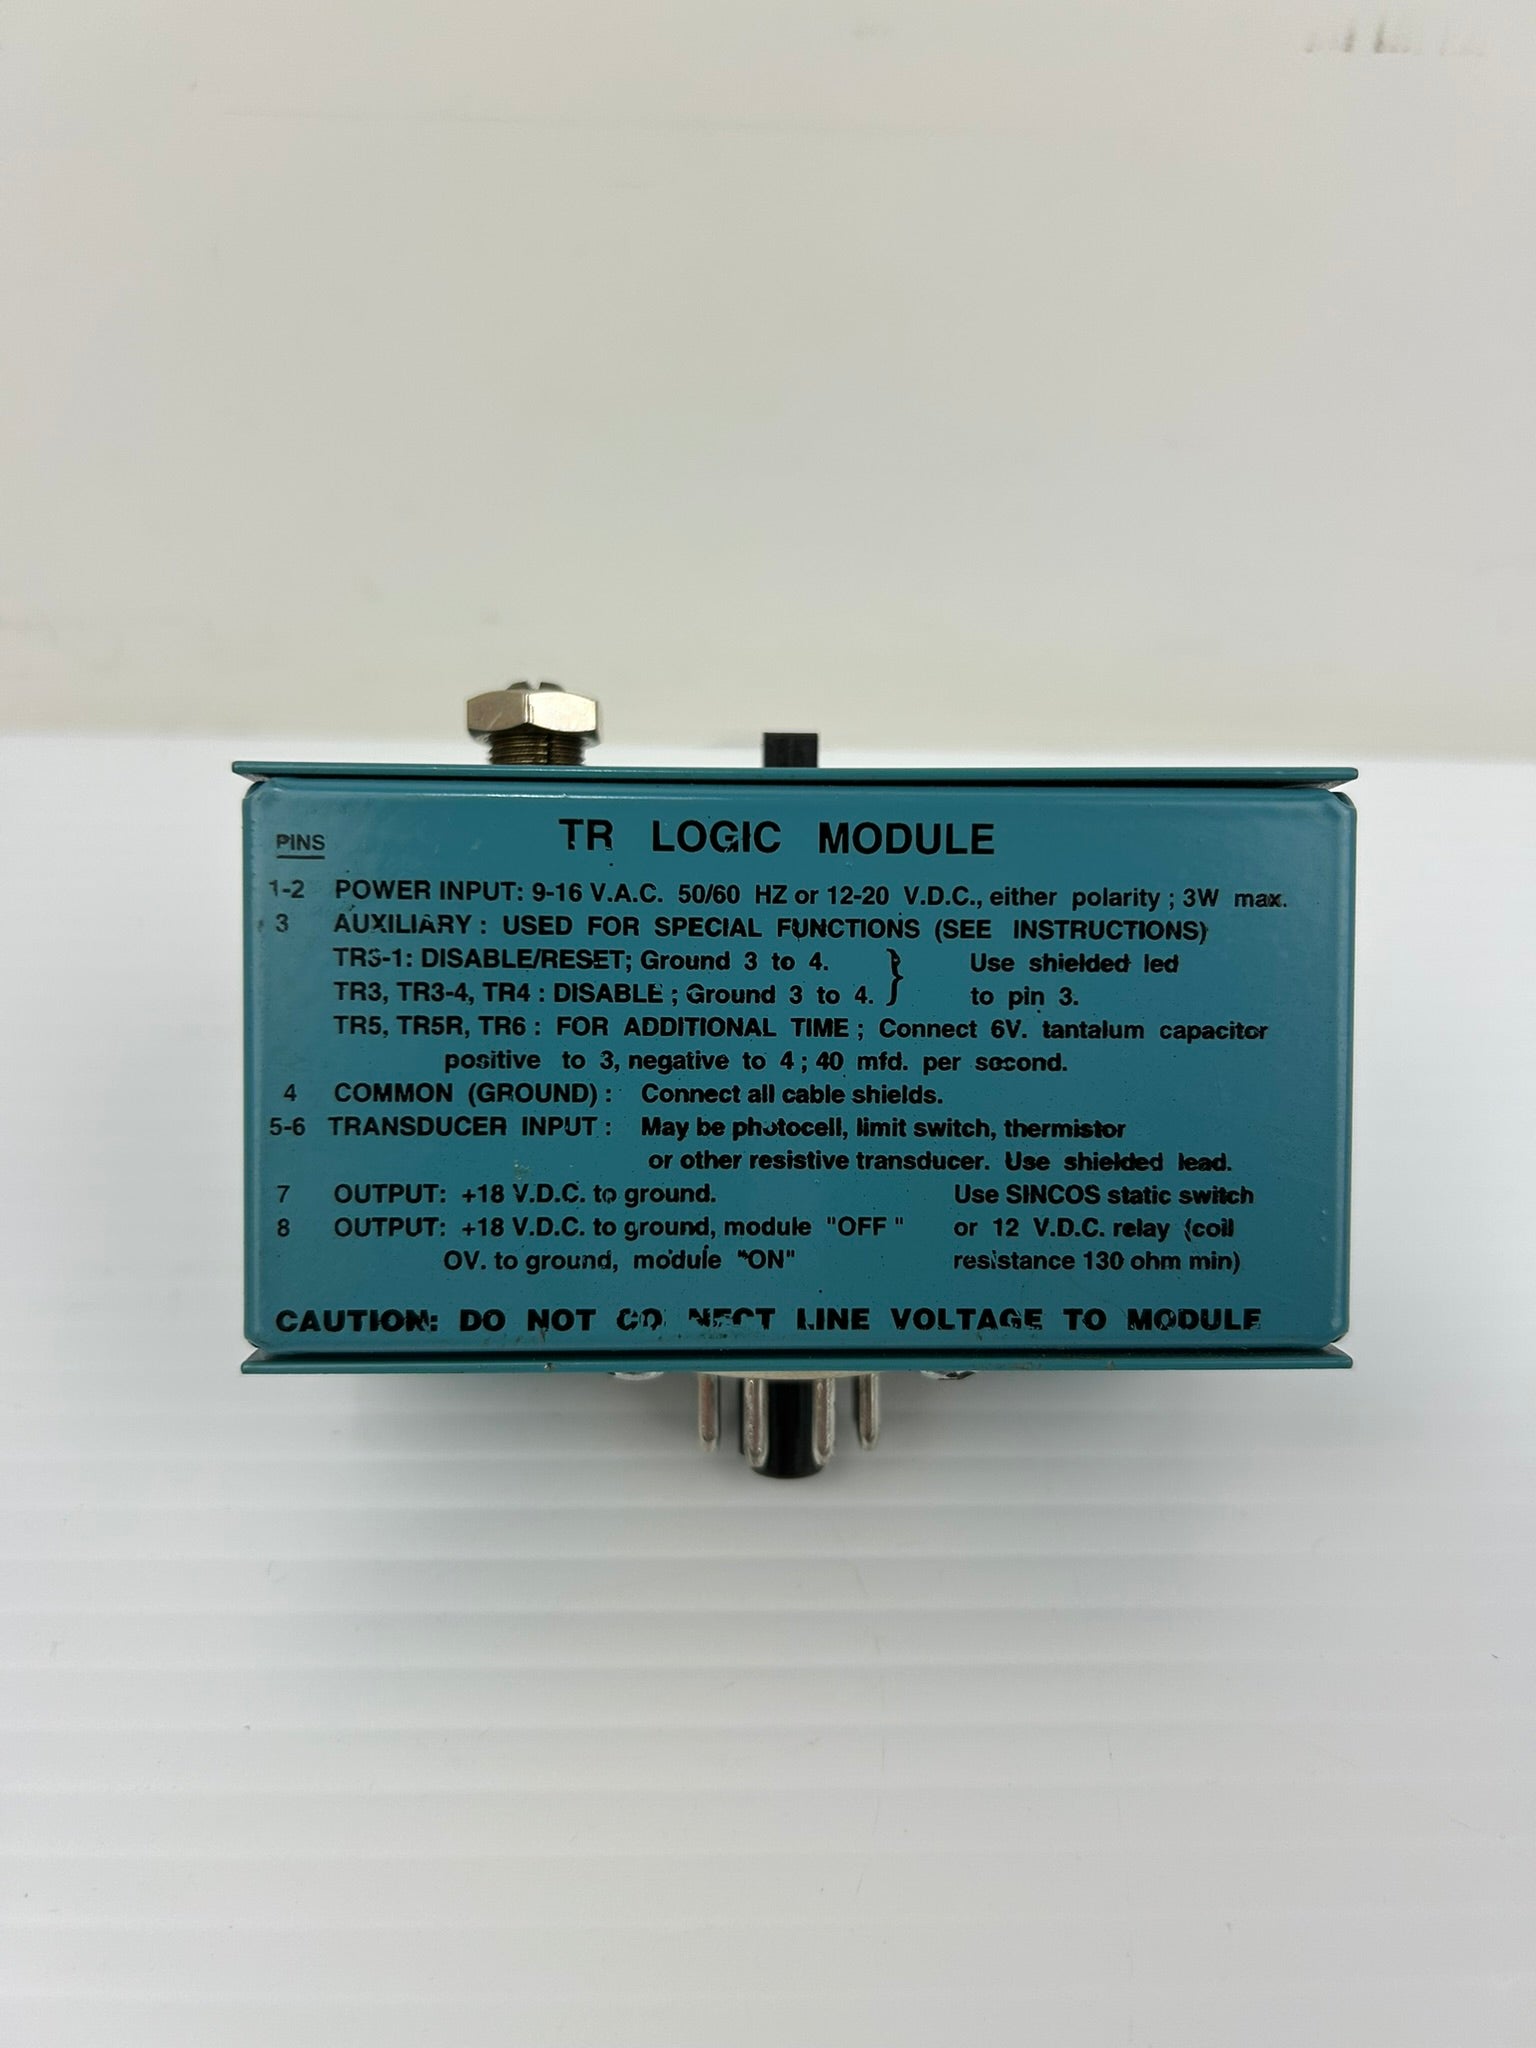 TR LOGIC MODULE
PINS
1-2 POWER INPUT: 9-16 V.A.C. 50/60 HZ or 12-20 V.D.C., either polarity ; 3W max.
3 AUXILIARY : USED FOR SPECIAL FUNCTIONS (SEE INSTRUCTIONS)
TR3-1: DISABLE/RESET; Ground 3 to 4. } Use shielded led
TR3, TR3-4, TR4 : DISABLE ; Ground 3 to 4. to pin 3.
TR5, TR5R, TR6 : FOR ADDITIONAL TIME ; Connect 6V. tantalum capacitor
positive to 3, negative to 4 ; 40 mfd. per second.
4 COMMON (GROUND) : Connect all cable shields.
5-6 TRANSDUCER INPUT : May be photocell, limit switch, thermistor
or other resistive transducer. Use shielded lead.
7 OUTPUT: +18 V.D.C. to ground. Use SINCOS static switch
8 OUTPUT: +18 V.D.C. to ground, module "OFF" or 12 V.D.C. relay (coil
OV. to ground, module "ON" resistance 130 ohm min)
CAUTION: DO NOT CONNECT LINE VOLTAGE TO MODULE